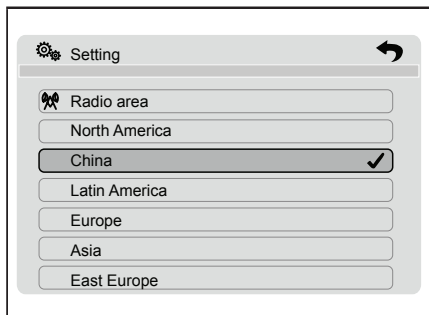 Setting
Radio area
North America
China
Latin America
Europe
Asia
East Europe